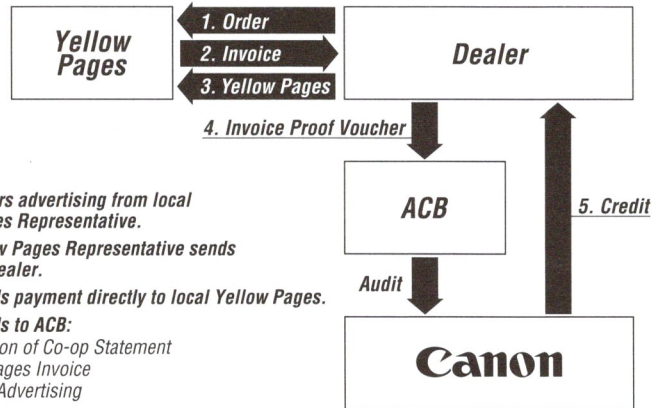 Yellow
Pages
1. Order
2. Invoice
3. Yellow Pages
Dealer
4. Invoice Proof Voucher
ACB
5. Credit
Audit
Canon
rs advertising from local
es Representative.
w Pages Representative sends
ealer.
ls payment directly to local Yellow Pages.
ls to ACB:
on of Co-op Statement
ages Invoice
Advertising